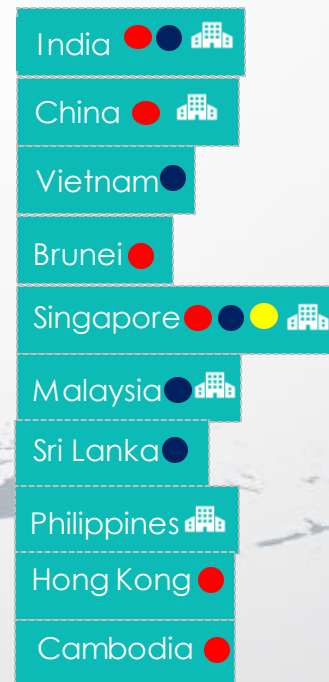 India
China
Vietnam
Brunei
Singapore
Malaysia
Sri Lanka
Philippines
Hong Kong
Cambodia